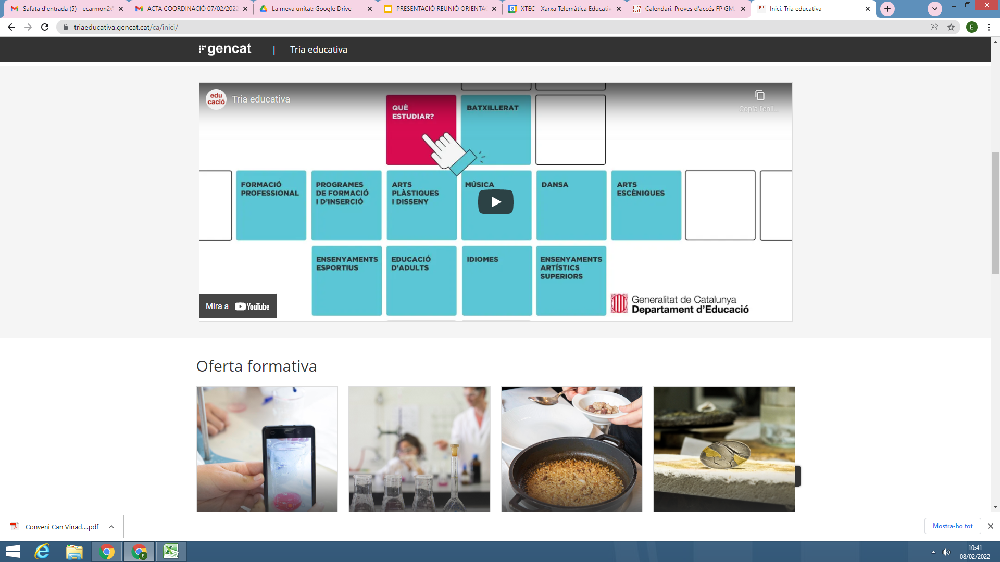 Safata d'entrada (5) - ecarmon2@
ACTA COORDINACIÓ 07/02/2022
La meva unitat: Google Drive
PRESENTACIÓ REUNIÓ ORIENTAC
XTEC - Xarxa Telemàtica Educativ
Calendari. Proves d'accés FP GM.
Inici. Tria educativa
triaeducativa.gencat.cat/ca/inici/
E
gencat | Tria educativa
edu
cació
Tria educativa
Copia l'enll...
QUÈ
ESTUDIAR?
BATXILLERAT
FORMACIÓ
PROFESSIONAL
PROGRAMES
DE FORMACIÓ
I D'INSERCIÓ
ARTS
PLÀSTIQUES
I DISSENY
MÚSICA
DANSA
ARTS
ESCÈNIQUES
ENSENYAMENTS
ESPORTIUS
EDUCACIÓ
D'ADULTS
IDIOMES
ENSENYAMENTS
ARTÍSTICS
SUPERIORS
Mira a YouTube
Generalitat de Catalunya
Departament d'Educació
Oferta formativa
Conveni Can Vinad....pdf
Mostra-ho tot
10:41
08/02/2022